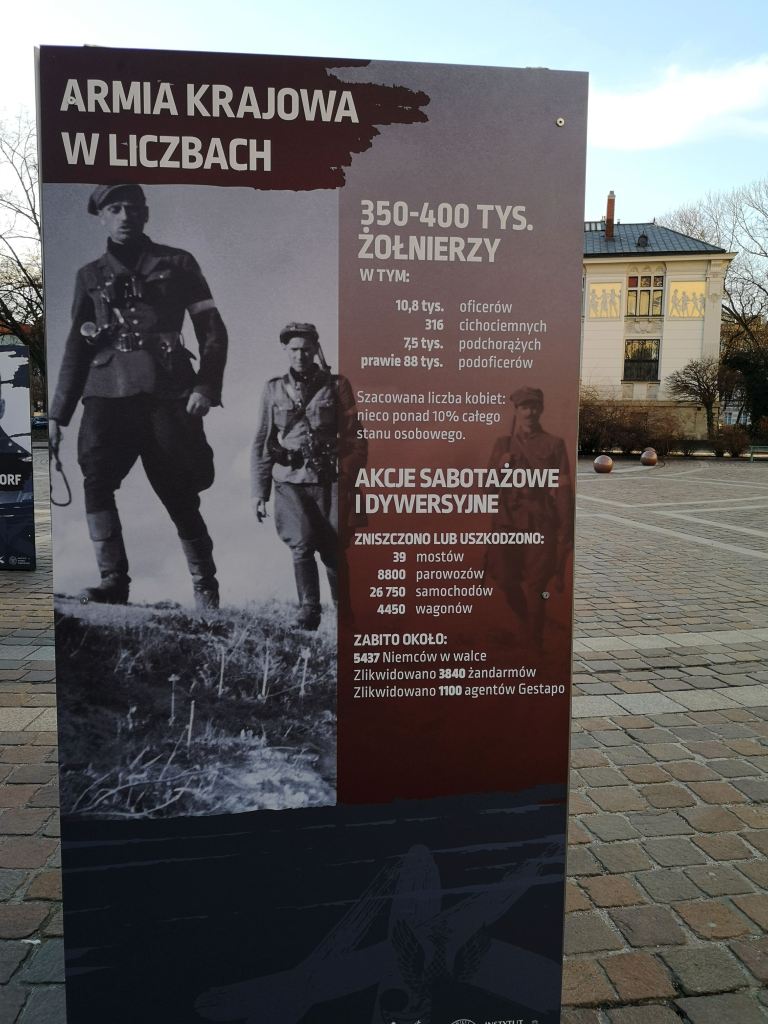 ARMIA KRAJOWA
W LICZBACH
350-400 TYS.
ŻOŁNIERZY
W TYM:
10,8 tys. oficerów
316 cichociemnych
7,5 tys. podchorążych
prawie 88 tys. podoficerów
Szacowana liczba kobiet:
nieco ponad 10% całego
stanu osobowego.
AKCJE SABOTAŻOWE
I DYWERSYJNE
ZNISZCZONO LUB USZKODZONO:
39 mostów
8800 parowozów
26 750 samochodów
4450 wagonów
ZABITO OKOŁO:
5437 Niemców w walce
Zlikwidowano 3840 żandarmów
Zlikwidowano 1100 agentów Gestapo
INSTYTUT